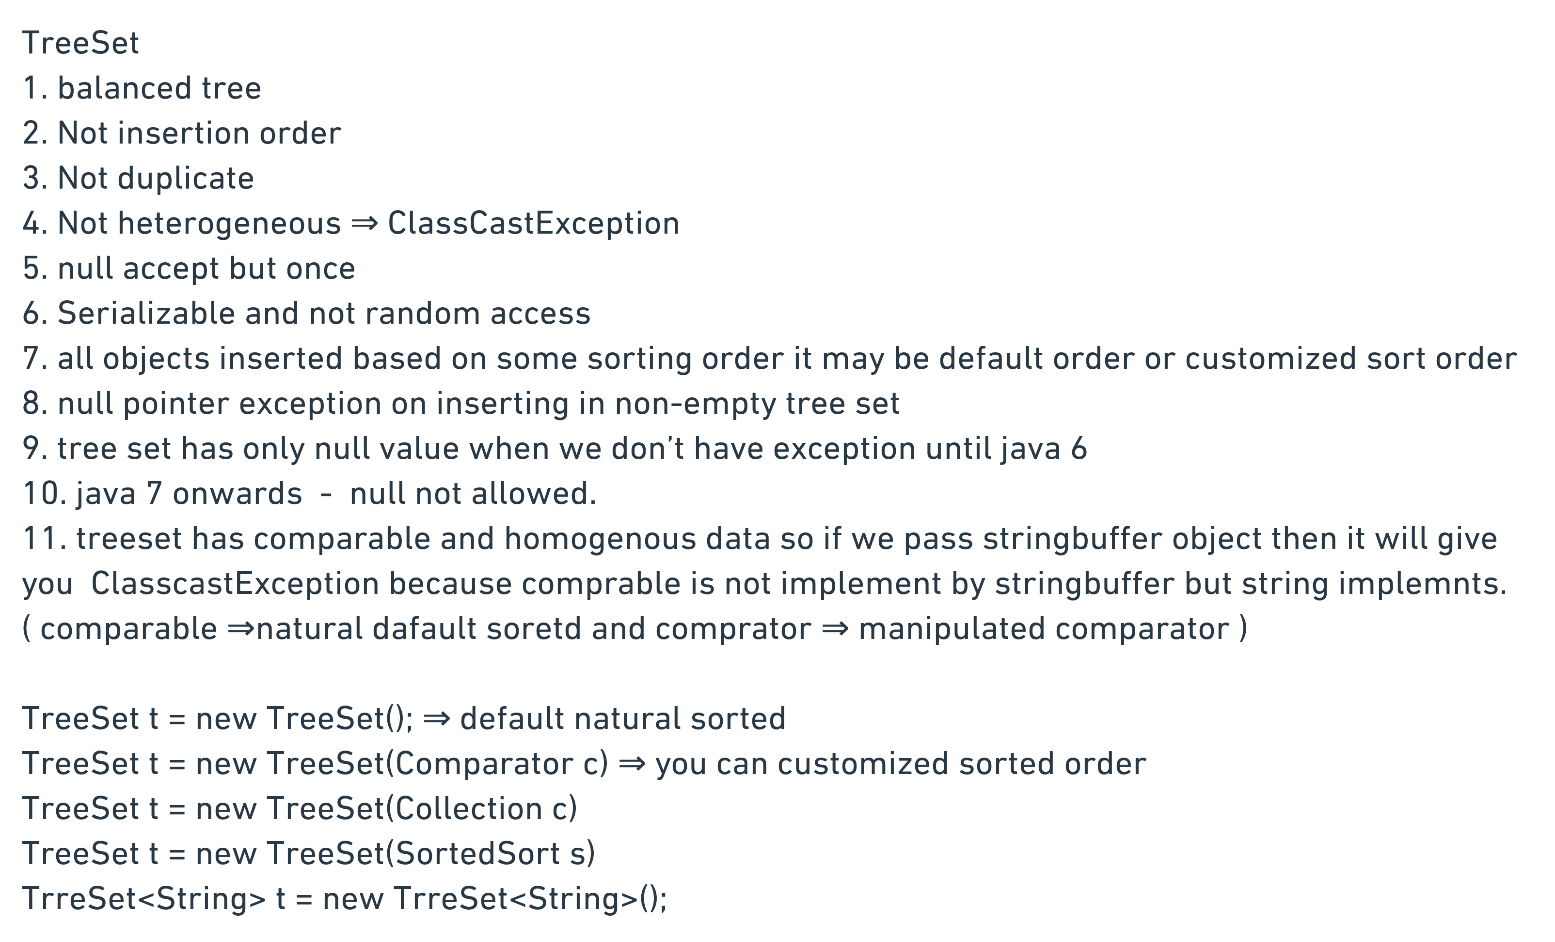 TreeSet
1. balanced tree
2. Not insertion order
3. Not duplicate
4. Not heterogeneous ⇒ ClassCastException
5. null accept but once
6. Serializable and not random access
7. all objects inserted based on some sorting order it may be default order or customized sort order
8. null pointer exception on inserting in non-empty tree set
9. tree set has only null value when we don’t have exception until java 6
10. java 7 onwards  -  null not allowed.
11. treeset has comparable and homogenous data so if we pass stringbuffer object then it will give
you  ClasscastException because comprable is not implement by stringbuffer but string implemnts.
( comparable ⇒natural dafault soretd and comprator ⇒ manipulated comparator )
TreeSet t = new TreeSet(); ⇒ default natural sorted
TreeSet t = new TreeSet(Comparator c) ⇒ you can customized sorted order
TreeSet t = new TreeSet(Collection c)
TreeSet t = new TreeSet(SortedSort s)
TrreSet<String> t = new TrreSet<String>();